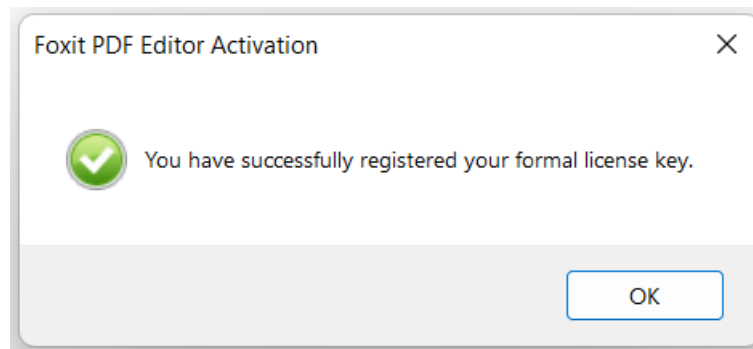 Foxit PDF Editor Activation
You have successfully registered your formal license key.
OK